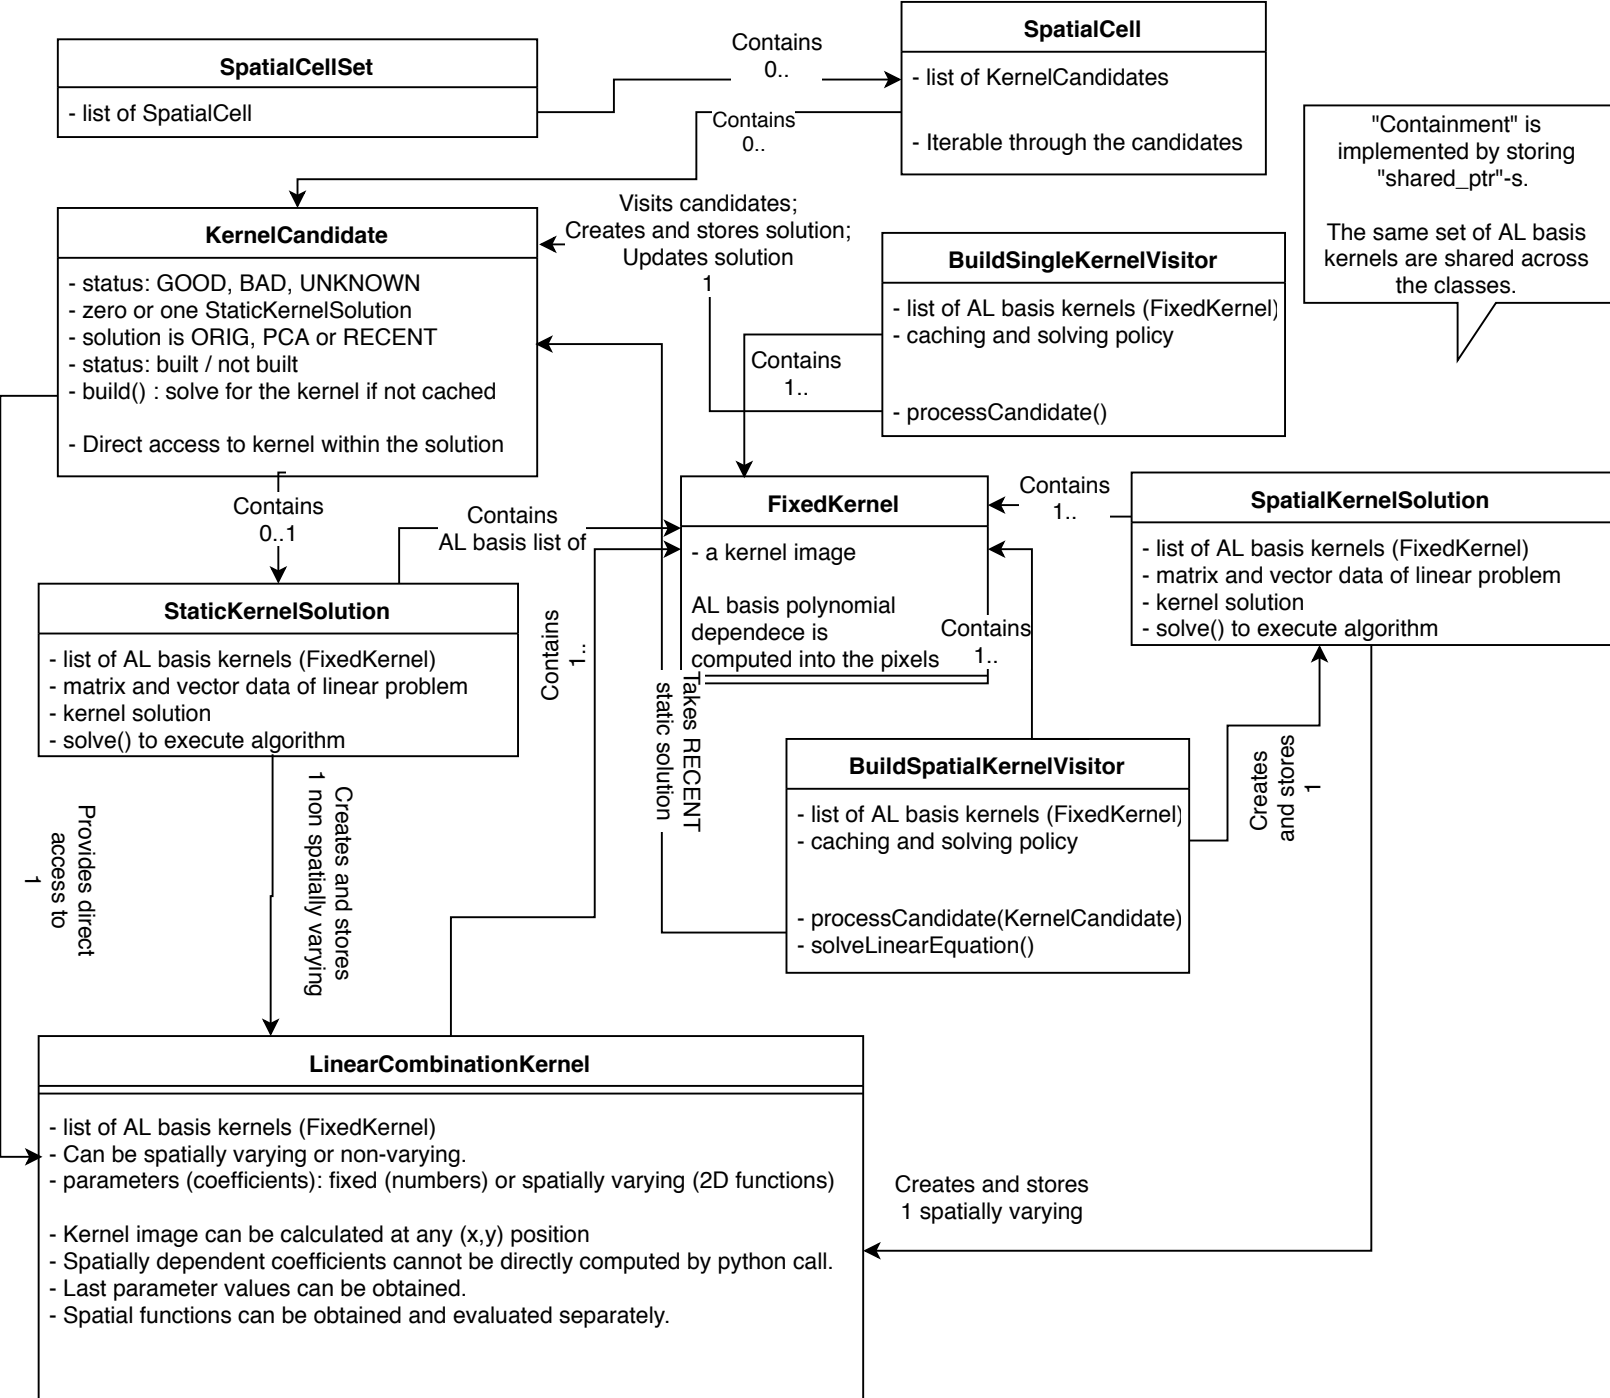 SpatialCellSet
- list of SpatialCell
Contains
0..
SpatialCell
- list of KernelCandidates
- Iterable through the candidates
Contains
0..
"Containment" is
implemented by storing
"shared_ptr"-s.
The same set of AL basis
kernels are shared across
the classes.
KernelCandidate
- status: GOOD, BAD, UNKNOWN
- zero or one StaticKernelSolution
- solution is ORIG, PCA or RECENT
- status: built / not built
- build() : solve for the kernel if not cached
- Direct access to kernel within the solution
Visits candidates;
Creates and stores solution;
Updates solution
1
BuildSingleKernelVisitor
- list of AL basis kernels (FixedKernel)
- caching and solving policy
- processCandidate()
Contains
1..
Contains
0..1
Contains
AL basis list of
FixedKernel
- a kernel image
AL basis polynomial
dependece is
computed into the pixels
Contains
1..
SpatialKernelSolution
- list of AL basis kernels (FixedKernel)
- matrix and vector data of linear problem
- kernel solution
- solve() to execute algorithm
StaticKernelSolution
- list of AL basis kernels (FixedKernel)
- matrix and vector data of linear problem
- kernel solution
- solve() to execute algorithm
Contains
1..
Contains
1..
Takes RECENT
static solution
BuildSpatialKernelVisitor
- list of AL basis kernels (FixedKernel)
- caching and solving policy
- processCandidate(KernelCandidate)
- solveLinearEquation()
Creates
and stores
1
Provides direct
access to
1
Creates and stores
1 non spatially varying
LinearCombinationKernel
- list of AL basis kernels (FixedKernel)
- Can be spatially varying or non-varying.
- parameters (coefficients): fixed (numbers) or spatially varying (2D functions)
- Kernel image can be calculated at any (x,y) position
- Spatially dependent coefficients cannot be directly computed by python call.
- Last parameter values can be obtained.
- Spatial functions can be obtained and evaluated separately.
Creates and stores
1 spatially varying